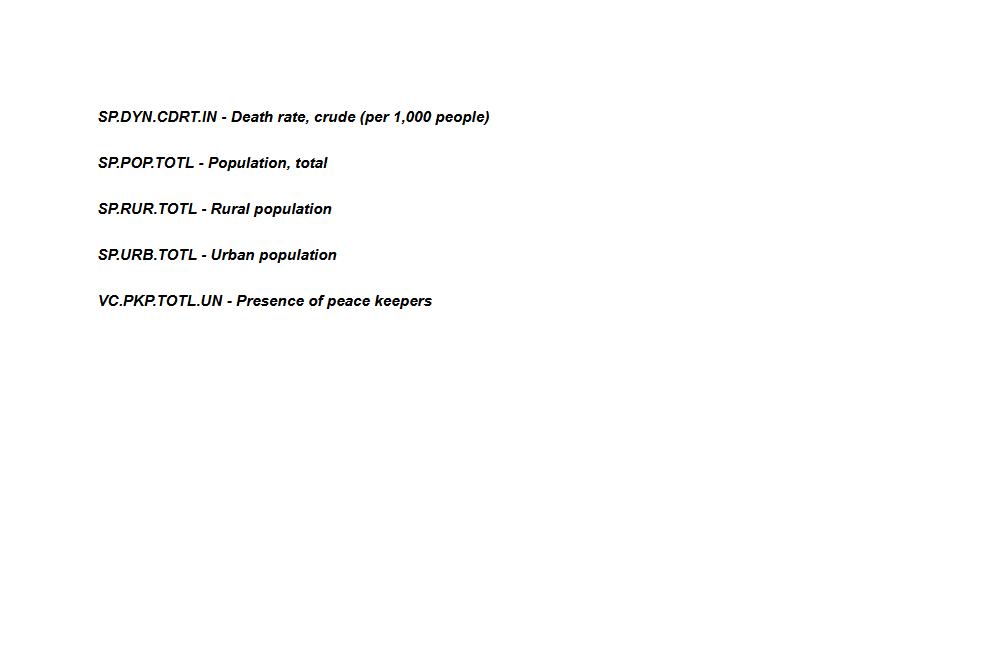 SP.DYN.CDRT.IN - Death rate, crude (per 1,000 people)
SP.POP.TOTL - Population, total
SP.RUR.TOTL - Rural population
SP.URB.TOTL - Urban population
VC.PKP.TOTL.UN - Presence of peace keepers